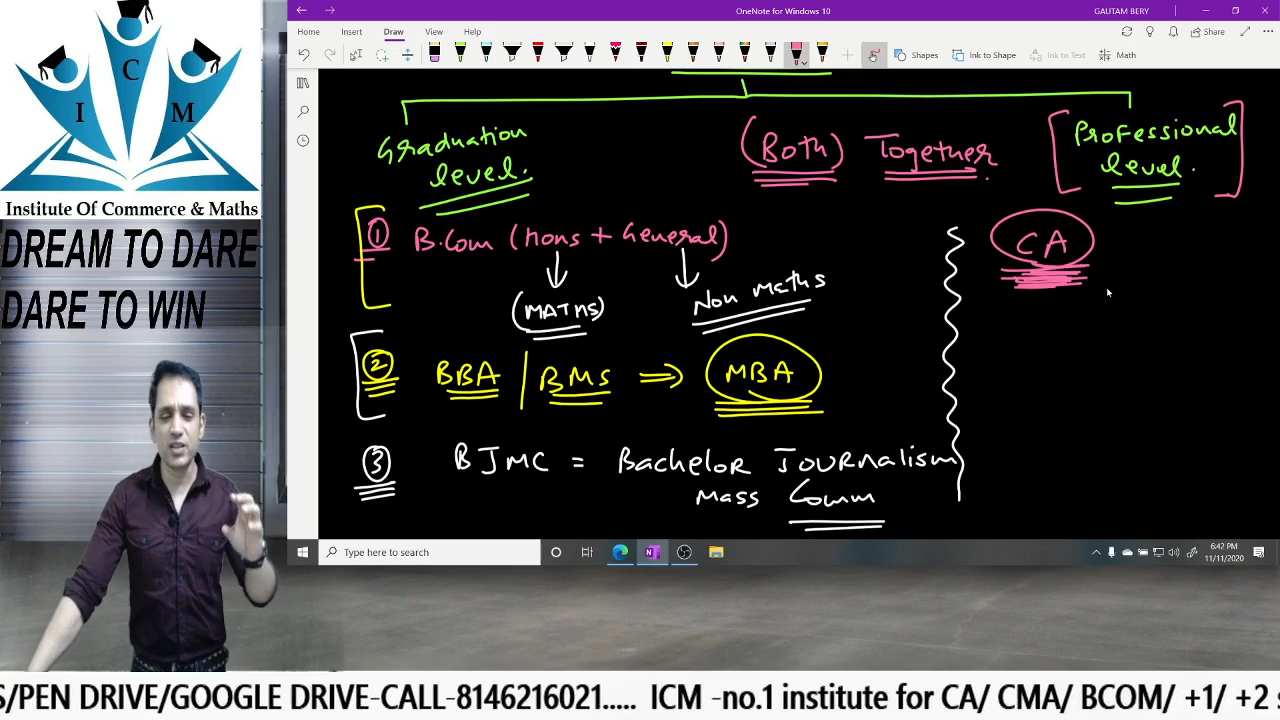 I C M
Institute Of Commerce & Maths
DREAM TO DARE
DARE TO WIN
OneNote for Windows 10
GAUTAM BERY
Home Insert Draw View Help
Share
Shapes Ink to Shape Ink to Text Math
Graduation level.
(Both) Together.
[Professional level.]
① B.Com (Hons + General)
(MATHS)
Non maths
CA
② BBA | BMS ⇒ MBA
③ BJMC = Bachelor Journalism
Mass Comm
Type here to search
6:42 PM
11/11/2020
S/PEN DRIVE/GOOGLE DRIVE-CALL-8146216021..... ICM -no.1 institute for CA/ CMA/ BCOM/ +1/ +2 s